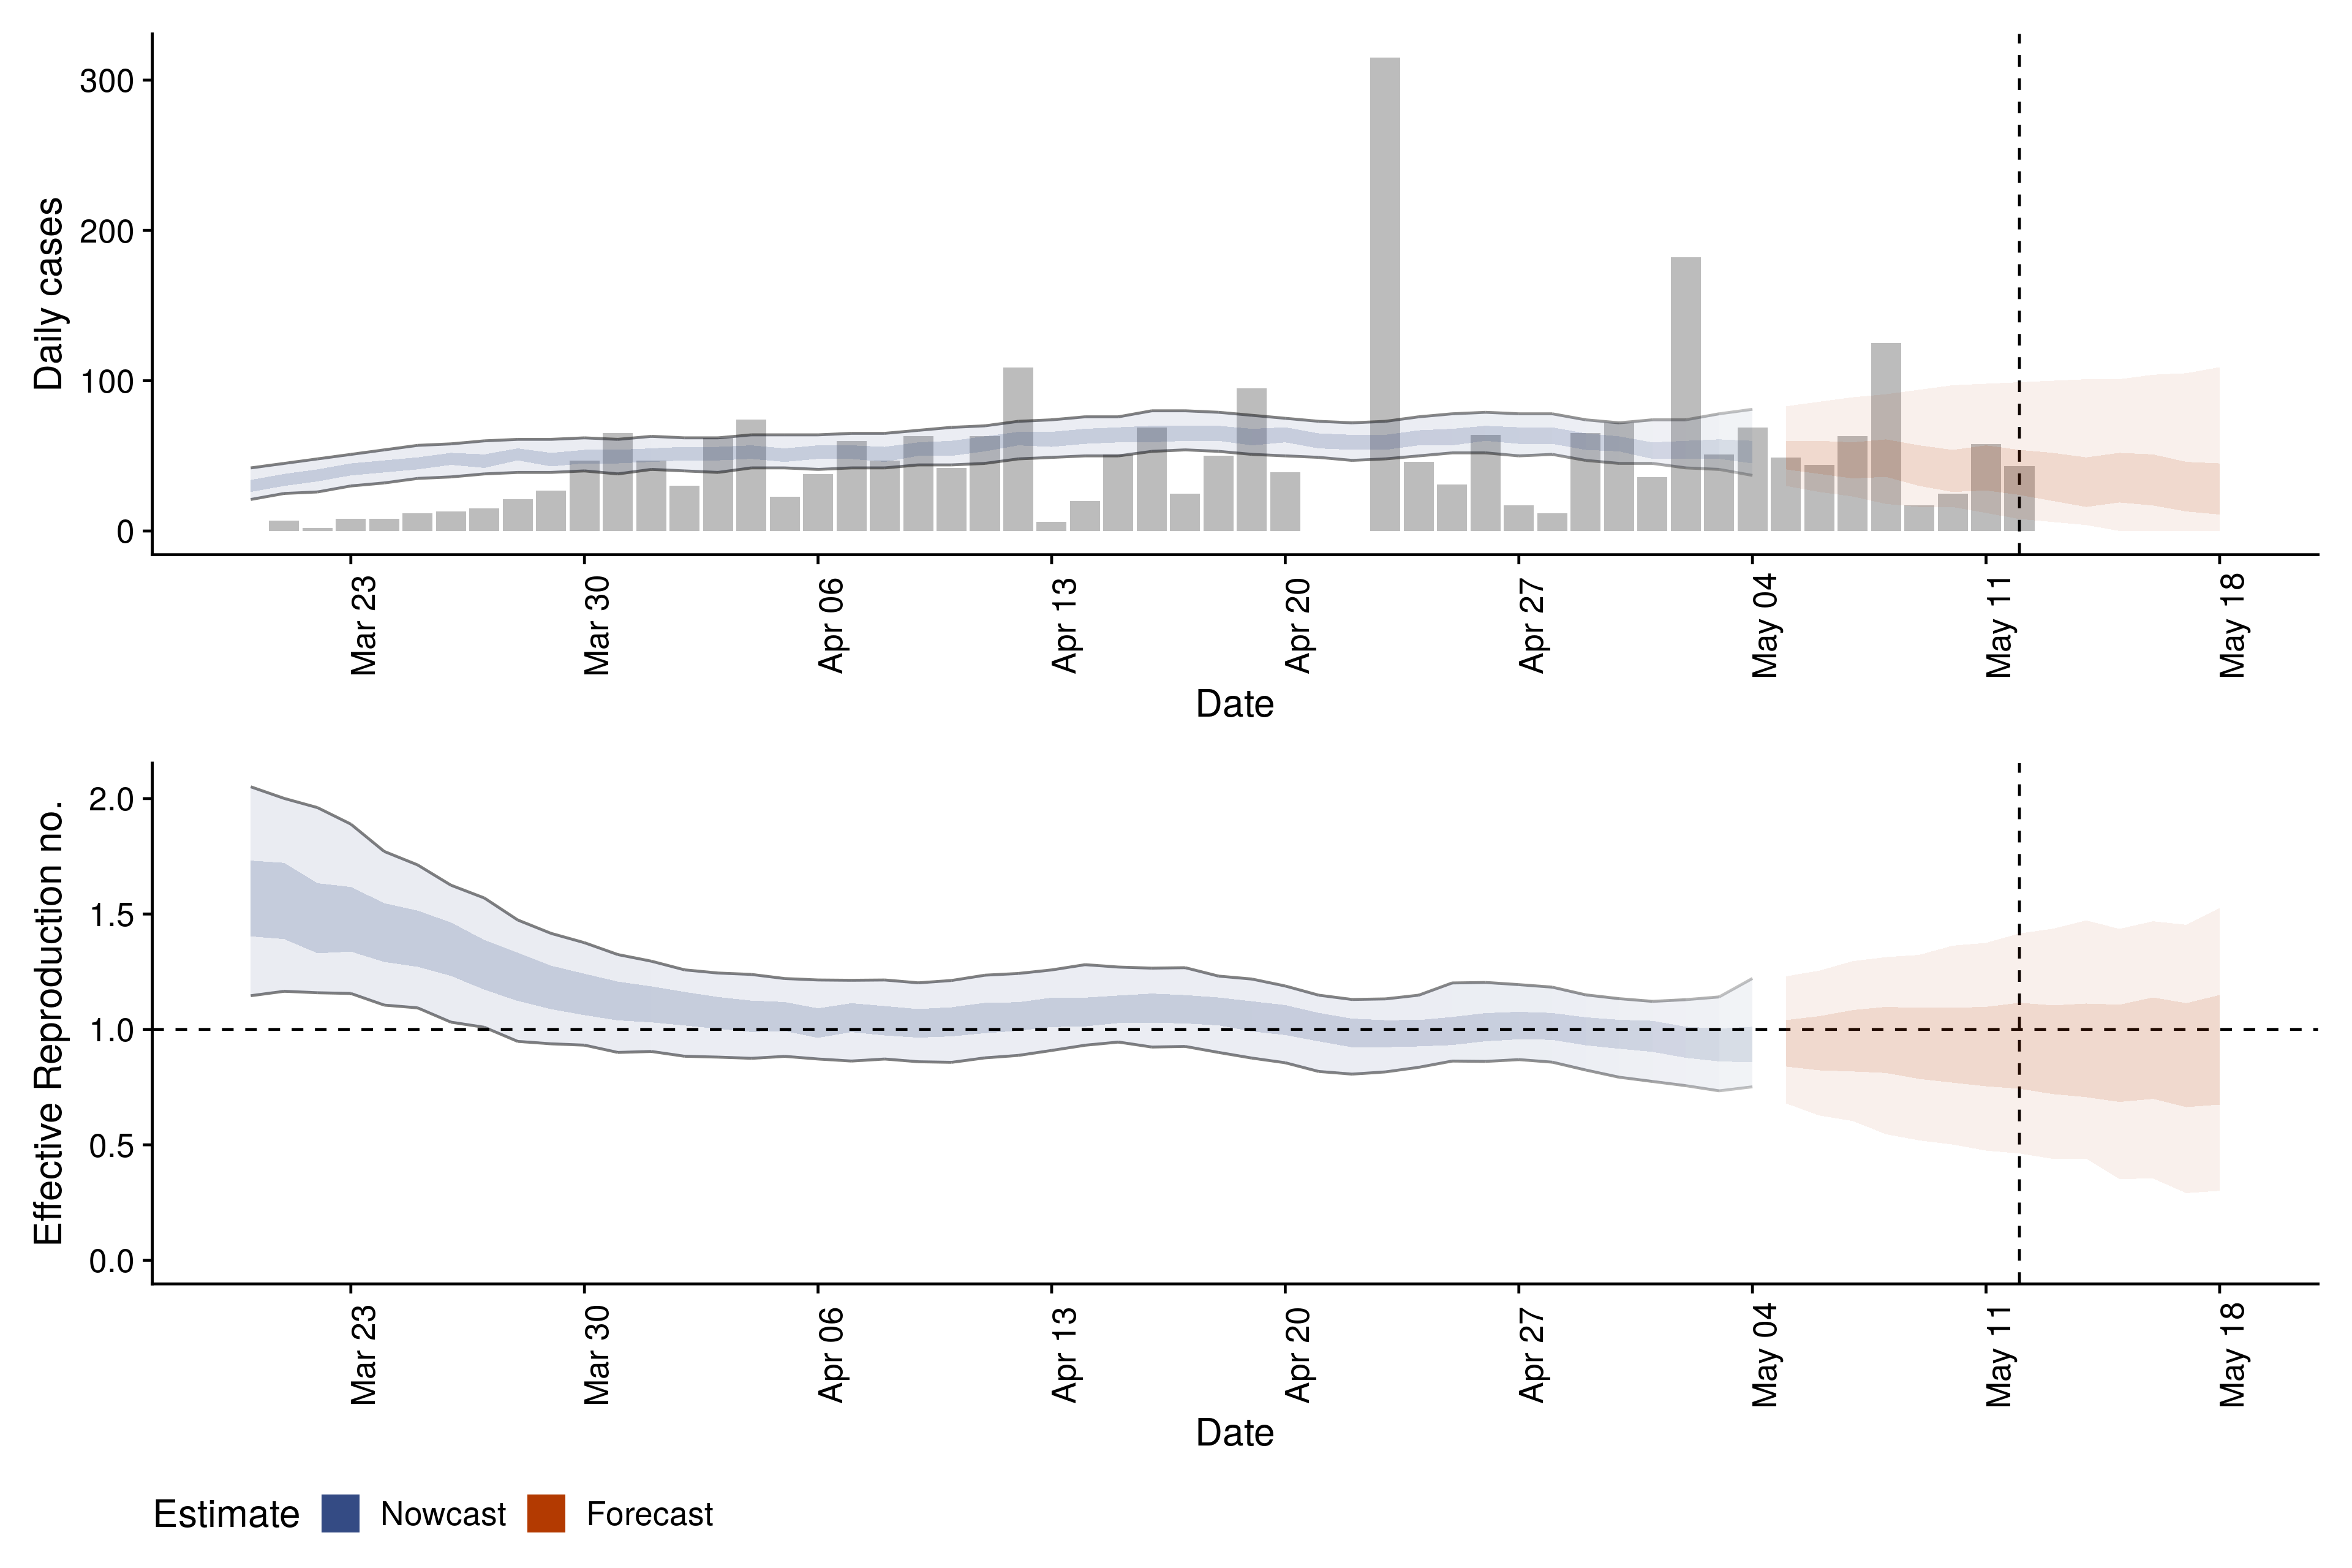 Daily cases
300
200
100
0
Mar 23
Mar 30
Apr 06
Apr 13
Apr 20
Apr 27
May 04
May 11
May 18
Date
Effective Reproduction no.
2.0
1.5
1.0
0.5
0.0
Mar 23
Mar 30
Apr 06
Apr 13
Apr 20
Apr 27
May 04
May 11
May 18
Date
Estimate Nowcast Forecast